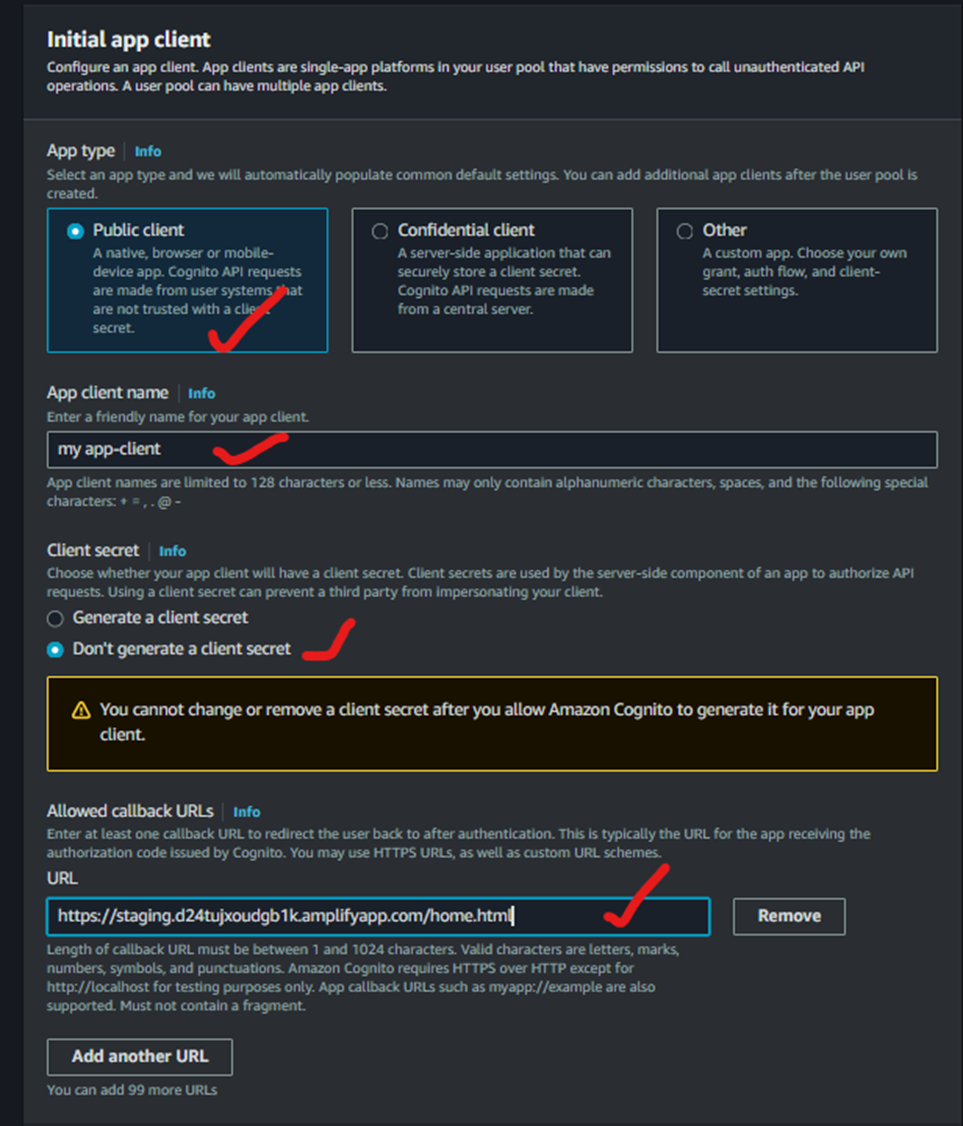 Initial app client
Configure an app client. App clients are single-app platforms in your user pool that have permissions to call unauthenticated API
operations. A user pool can have multiple app clients.
App type | Info
Select an app type and we will automatically populate common default settings. You can add additional app clients after the user pool is
created.
Public client
A native, browser or mobile-
device app. Cognito API requests
are made from user systems that
are not trusted with a client
secret.
Confidential client
A server-side application that can
securely store a client secret.
Cognito API requests are made
from a central server.
Other
A custom app. Choose your own
grant, auth flow, and client-
secret settings.
App client name | Info
Enter a friendly name for your app client.
my app-client
App client names are limited to 128 characters or less. Names may only contain alphanumeric characters, spaces, and the following special
characters: + = , . @ -
Client secret | Info
Choose whether your app client will have a client secret. Client secrets are used by the server-side component of an app to authorize API
requests. Using a client secret can prevent a third party from impersonating your client.
Generate a client secret
Don't generate a client secret
You cannot change or remove a client secret after you allow Amazon Cognito to generate it for your app
client.
Allowed callback URLs | Info
Enter at least one callback URL to redirect the user back to after authentication. This is typically the URL for the app receiving the
authorization code issued by Cognito. You may use HTTPS URLs, as well as custom URL schemes.
URL
https://staging.d24tujxoudgb1k.amplifyapp.com/home.html
Remove
Length of callback URL must be between 1 and 1024 characters. Valid characters are letters, marks,
numbers, symbols, and punctuations. Amazon Cognito requires HTTPS over HTTP except for
http://localhost for testing purposes only. App callback URLs such as myapp://example are also
supported. Must not contain a fragment.
Add another URL
You can add 99 more URLs